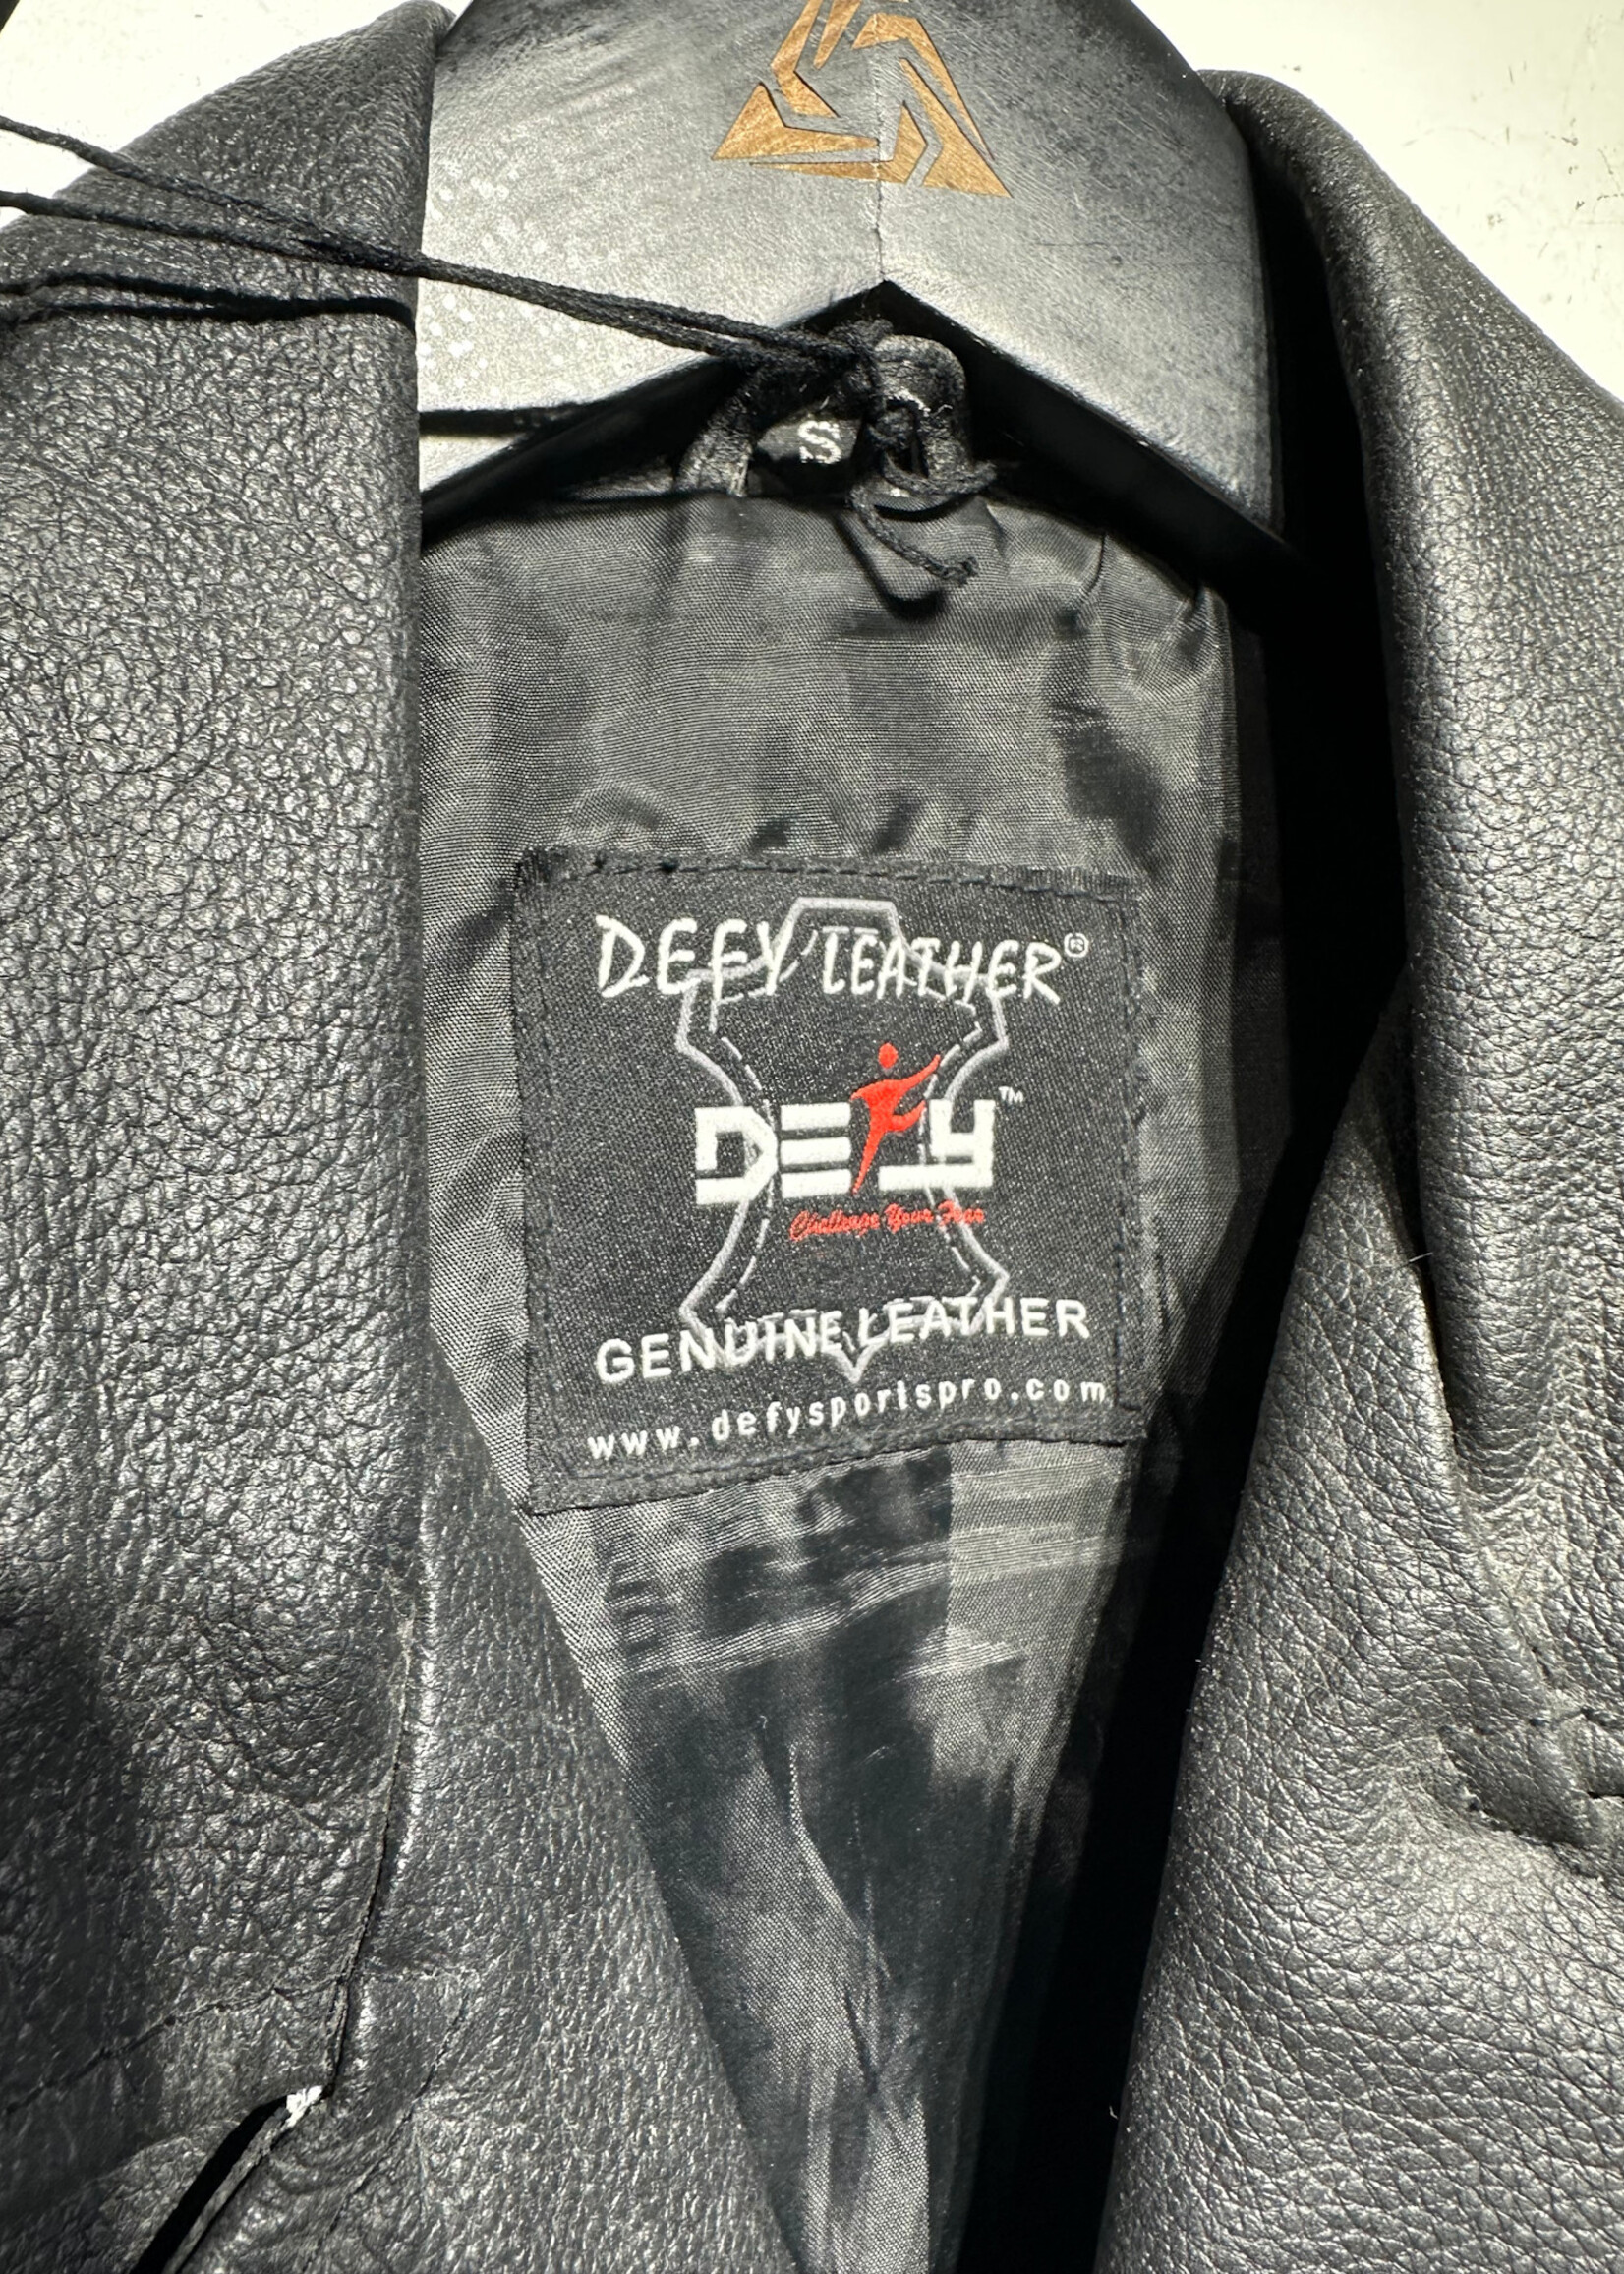 S
DEFY LEATHER®
DEFY™
Challenge Your Fear
GENUINE LEATHER
www.defysportspro.com